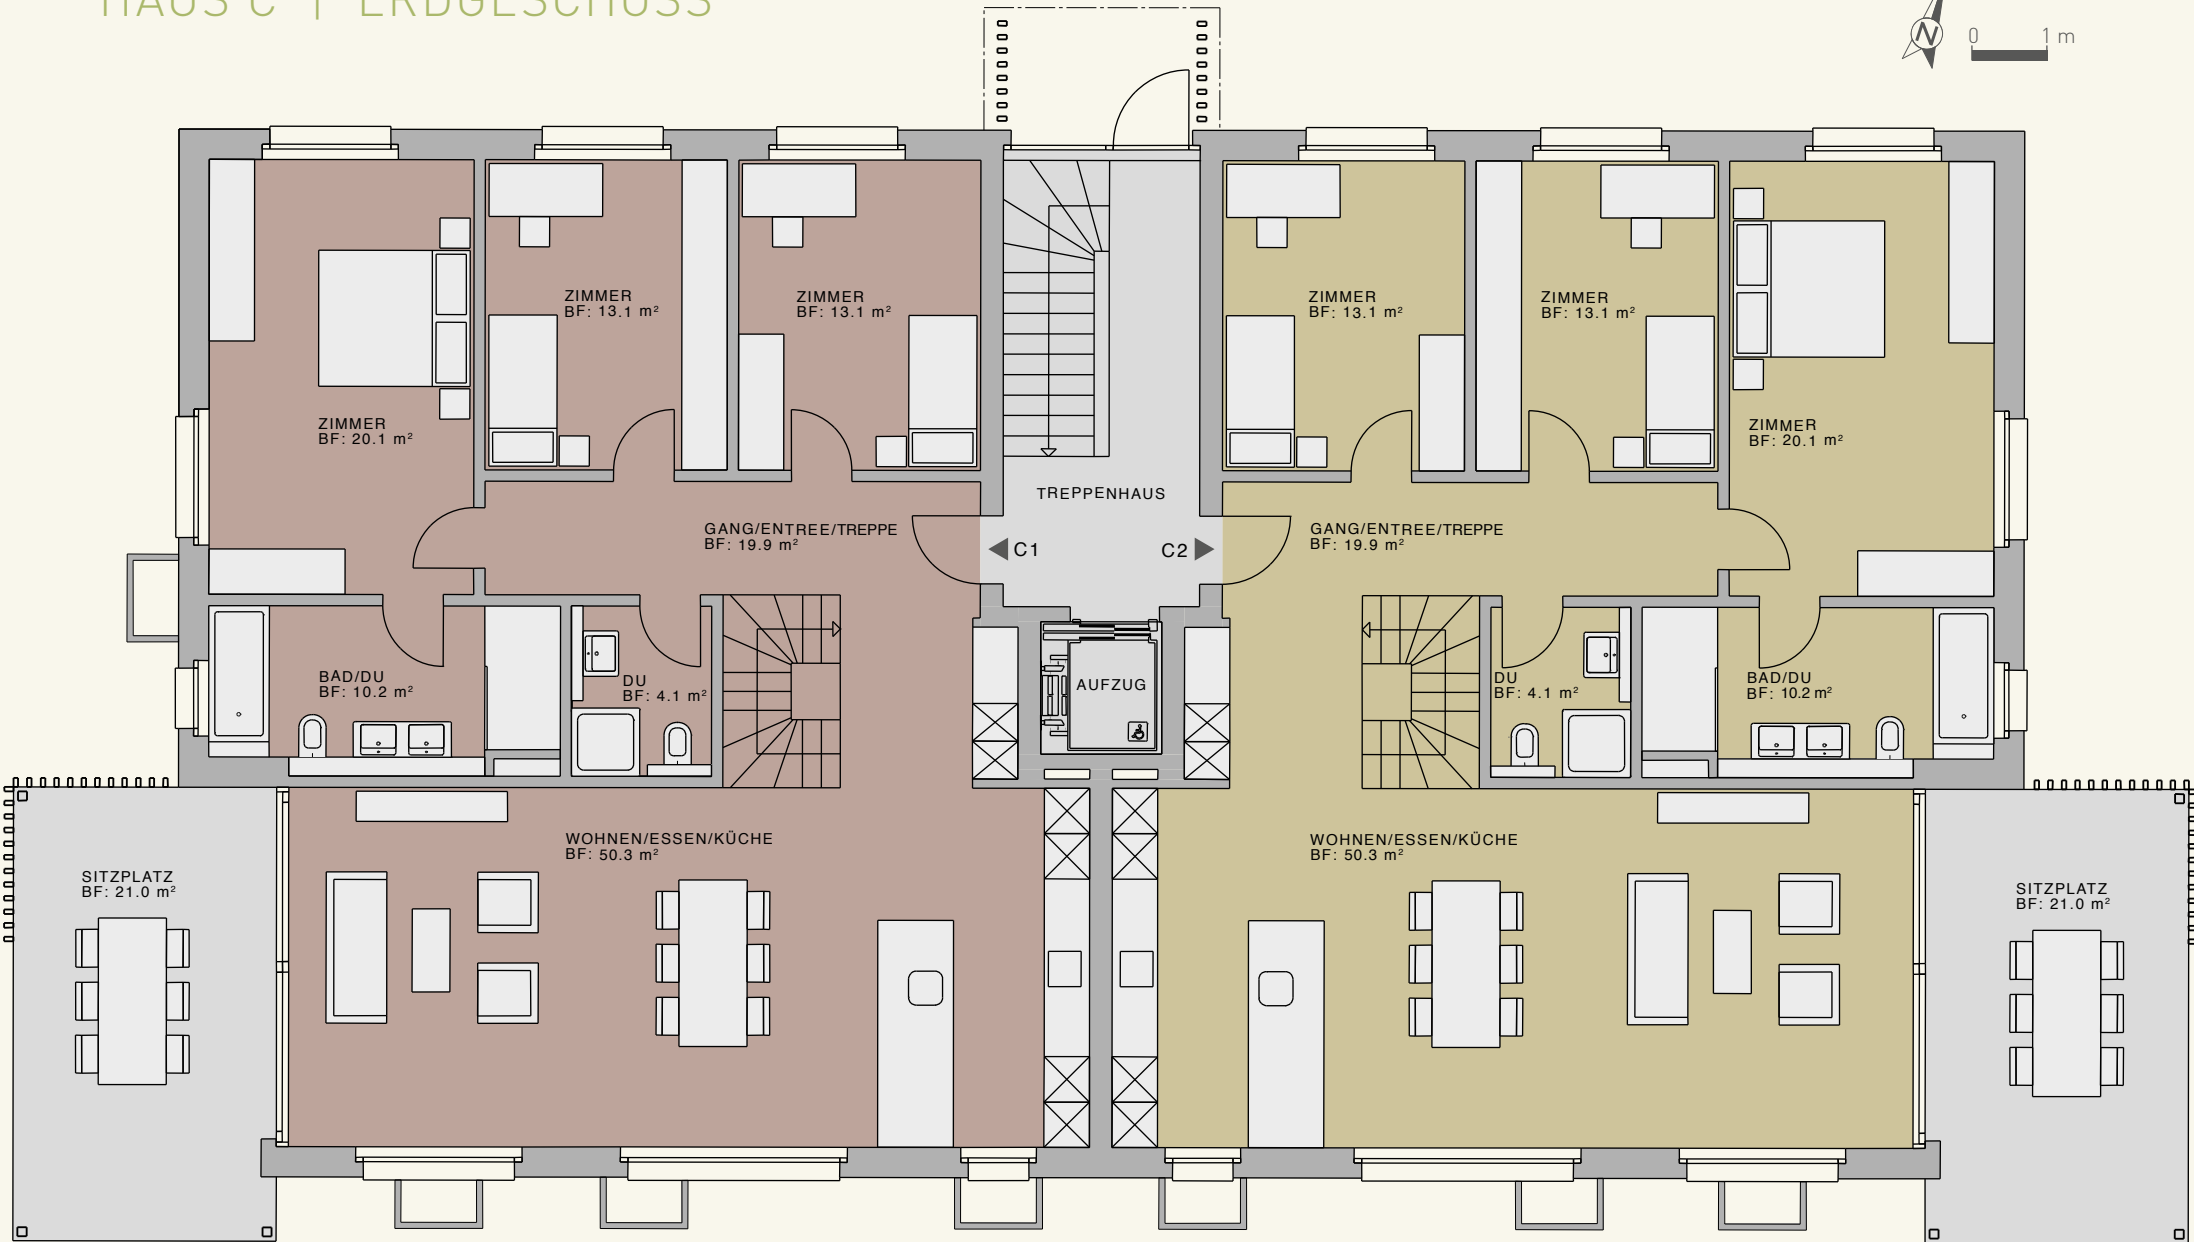 HAUS C | ERDGESCHOSS
N
0 1 m
ZIMMER
BF: 13.1 m²
ZIMMER
BF: 13.1 m²
ZIMMER
BF: 13.1 m²
ZIMMER
BF: 13.1 m²
ZIMMER
BF: 20.1 m²
ZIMMER
BF: 20.1 m²
TREPPENHAUS
GANG/ENTREE/TREPPE
BF: 19.9 m²
C1
C2
GANG/ENTREE/TREPPE
BF: 19.9 m²
BAD/DU
BF: 10.2 m²
DU
BF: 4.1 m²
AUFZUG
DU
BF: 4.1 m²
BAD/DU
BF: 10.2 m²
WOHNEN/ESSEN/KÜCHE
BF: 50.3 m²
WOHNEN/ESSEN/KÜCHE
BF: 50.3 m²
SITZPLATZ
BF: 21.0 m²
SITZPLATZ
BF: 21.0 m²